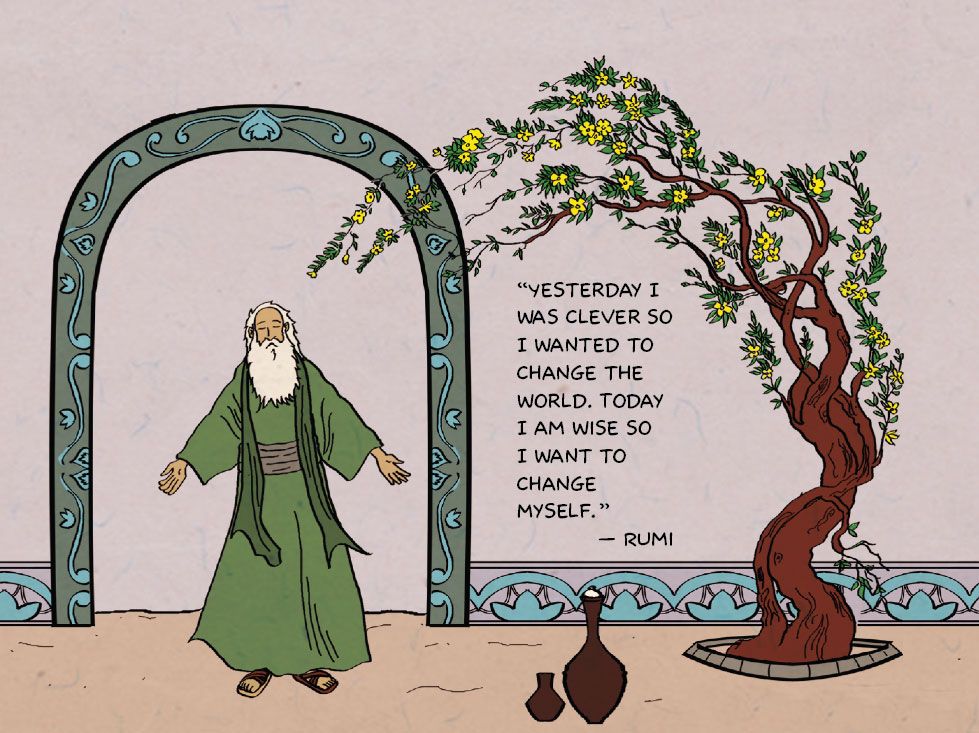 “YESTERDAY I
WAS CLEVER SO
I WANTED TO
CHANGE THE
WORLD. TODAY
I AM WISE SO
I WANT TO
CHANGE
MYSELF.”
— RUMI